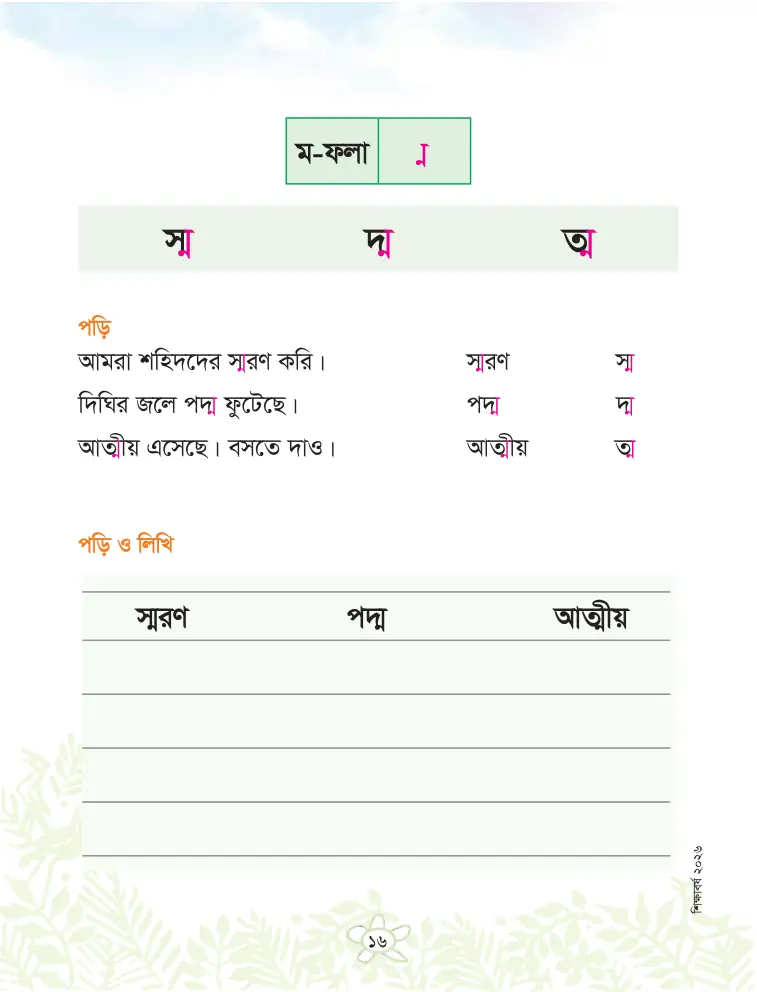 ম-ফলা ্ম
স্ম দ্ম ত্ম
পড়ি
আমরা শহিদদের স্মরণ করি। স্মরণ স্ম
দিঘির জলে পদ্ম ফুটেছে। পদ্ম দ্ম
আত্মীয় এসেছে। বসতে দাও। আত্মীয় ত্ম
পড়ি ও লিখি
স্মরণ পদ্ম আত্মীয়
শিক্ষাবর্ষ ২০২৬
১৬